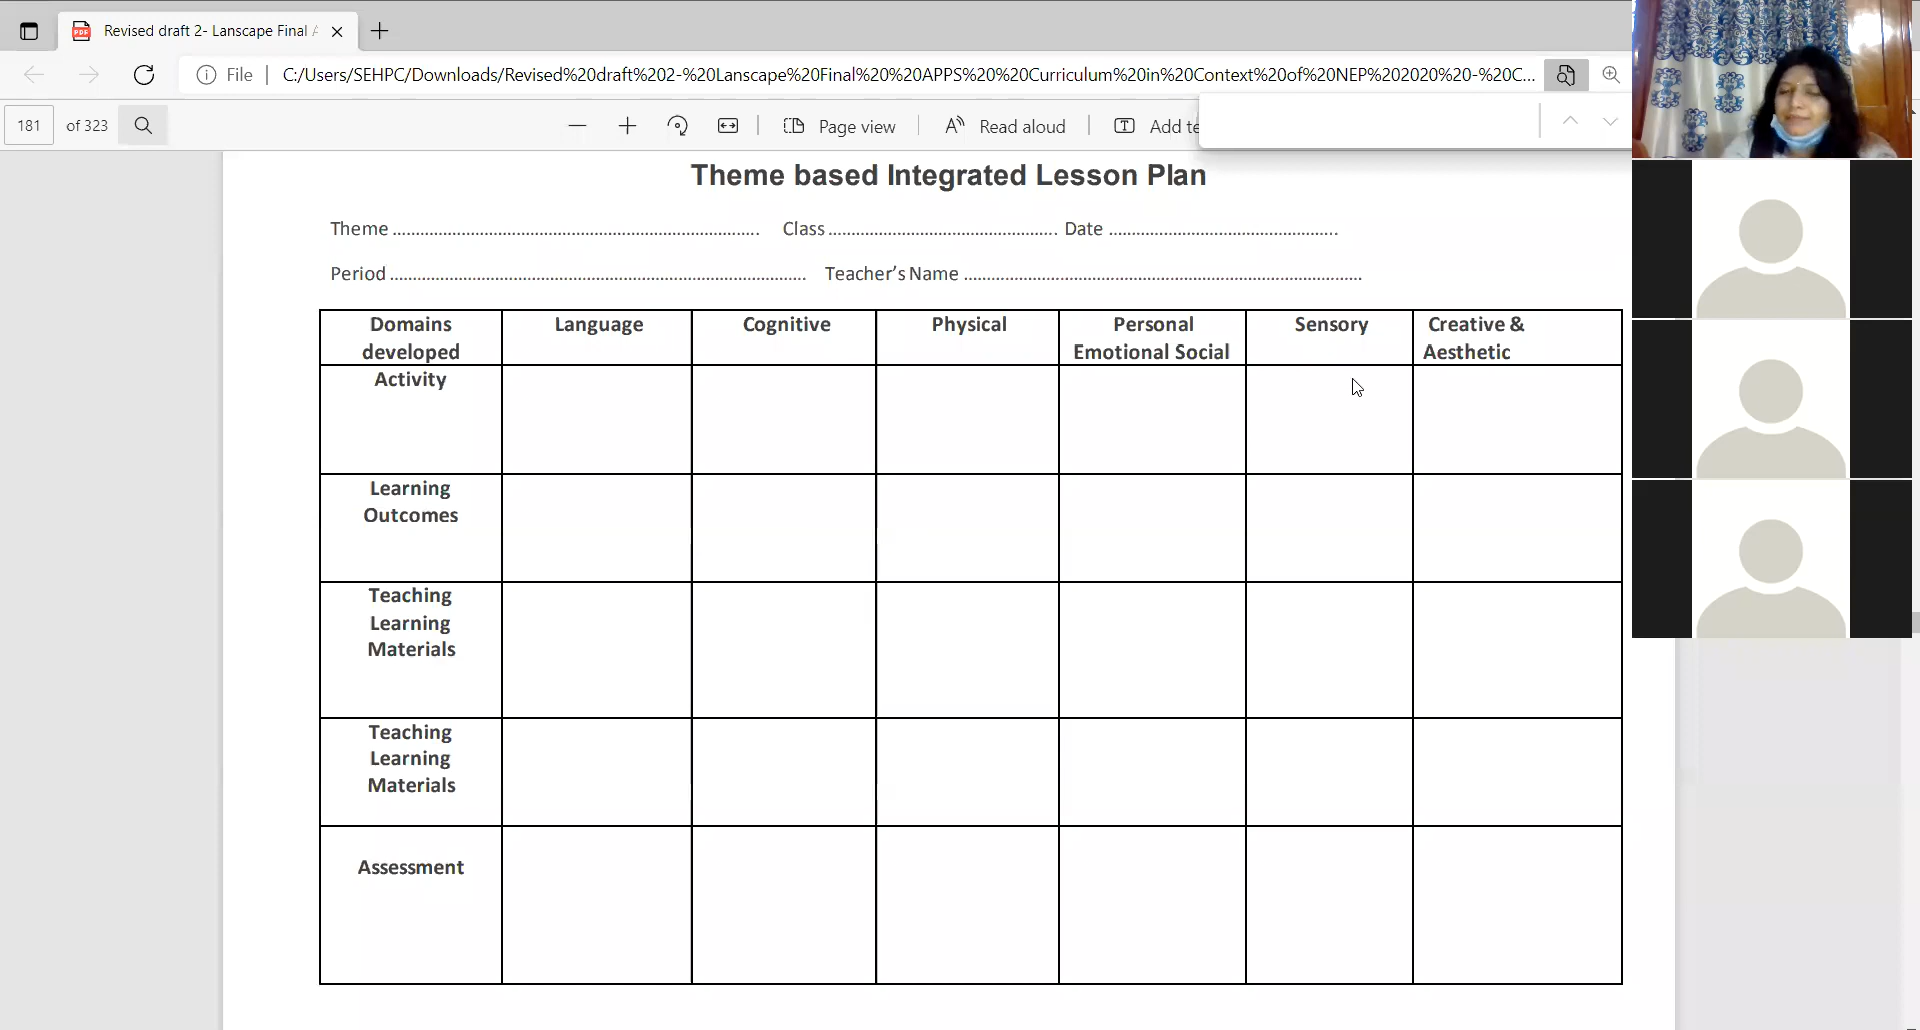 Revised draft 2- Lanscape Final
File
C:/Users/SEHPC/Downloads/Revised%20draft%202-%20Lanscape%20Final%20%20APPS%20%20Curriculum%20in%20Context%20of%20NEP%202020%20-%20C...
181 of 323
Page view
Read aloud
Add te
Theme based Integrated Lesson Plan
Theme ................................................................................ Class .................................................. Date ..................................................
Period ........................................................................................... Teacher's Name .......................................................................................
Domains developed Language Cognitive Physical Personal Emotional Social Sensory Creative & Aesthetic
Activity
Learning
Outcomes
Teaching
Learning
Materials
Teaching
Learning
Materials
Assessment